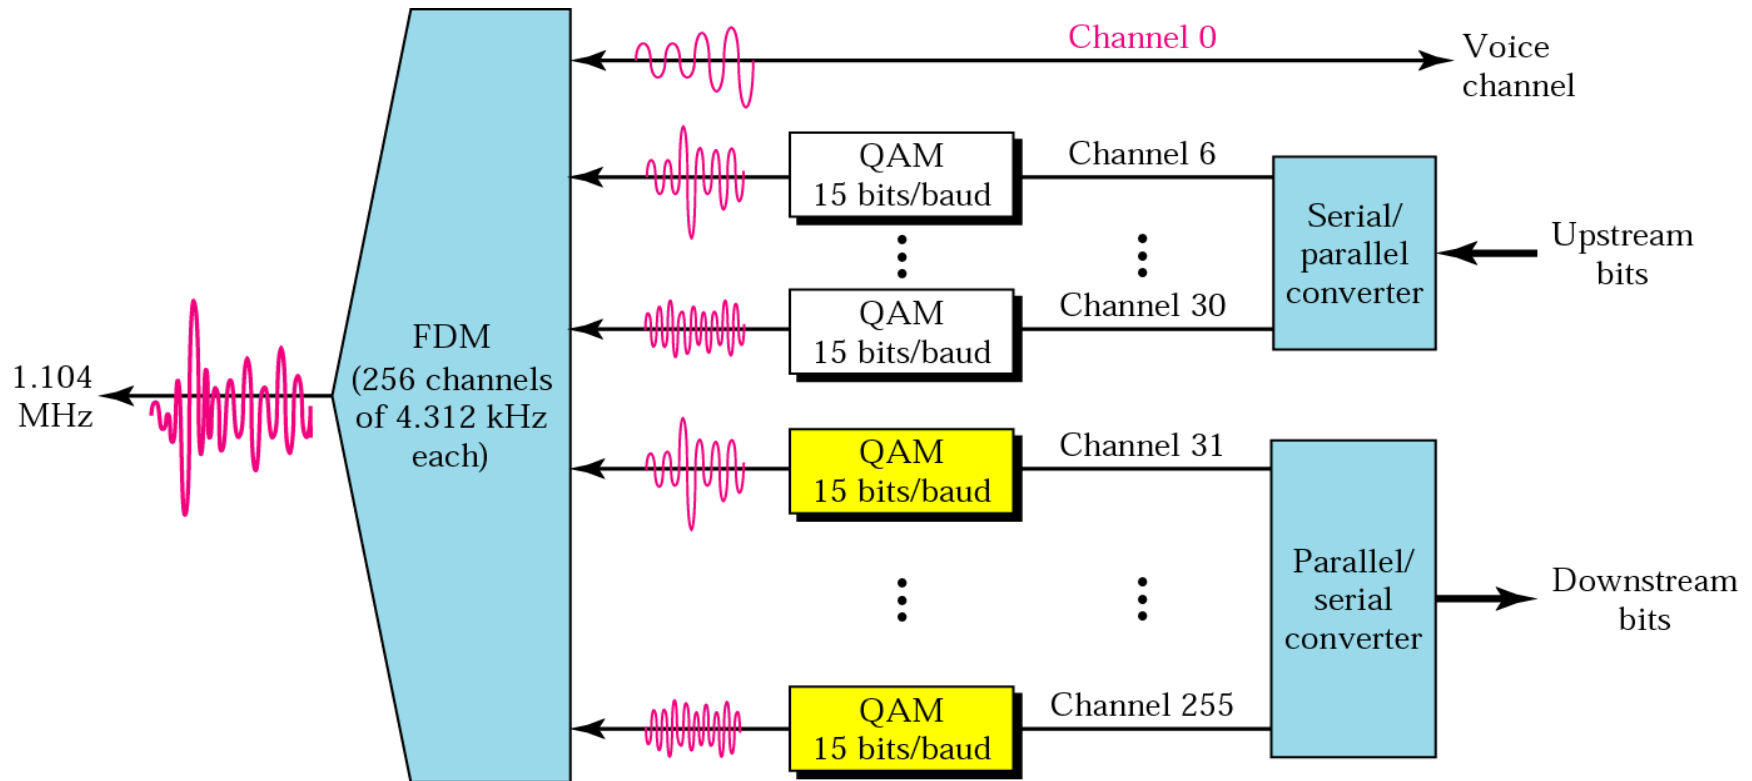 Channel 0
Voice
channel
QAM
15 bits/baud
Channel 6
Serial/
parallel
converter
Upstream
bits
QAM
15 bits/baud
Channel 30
1.104
MHz
FDM
(256 channels
of 4.312 kHz
each)
QAM
15 bits/baud
Channel 31
Parallel/
serial
converter
Downstream
bits
QAM
15 bits/baud
Channel 255